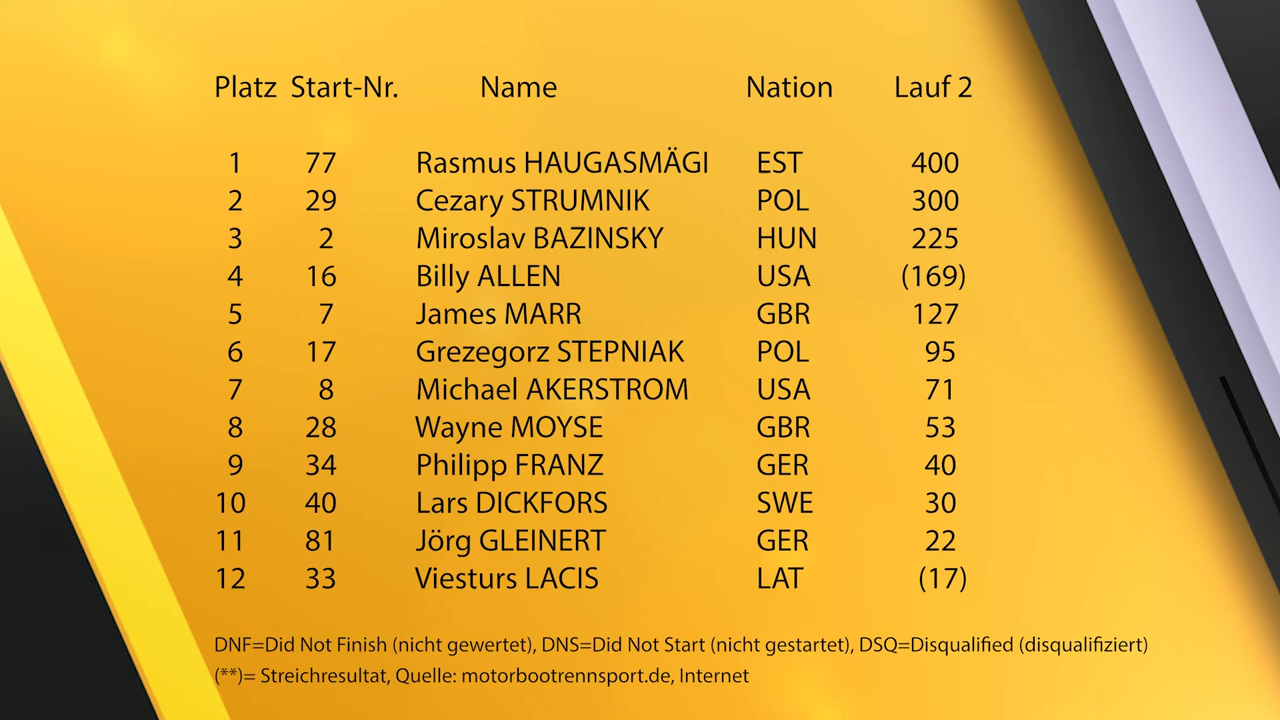 Platz Start-Nr. Name Nation Lauf 2
1 77 Rasmus HAUGASMÄGI EST 400
2 29 Cezary STRUMNIK POL 300
3 2 Miroslav BAZINSKY HUN 225
4 16 Billy ALLEN USA (169)
5 7 James MARR GBR 127
6 17 Grezegorz STEPNIAK POL 95
7 8 Michael AKERSTROM USA 71
8 28 Wayne MOYSE GBR 53
9 34 Philipp FRANZ GER 40
10 40 Lars DICKFORS SWE 30
11 81 Jörg GLEINERT GER 22
12 33 Viesturs LACIS LAT (17)
DNF=Did Not Finish (nicht gewertet), DNS=Did Not Start (nicht gestartet), DSQ=Disqualified (disqualifiziert)
(**)= Streichresultat, Quelle: motorbootrennsport.de, Internet